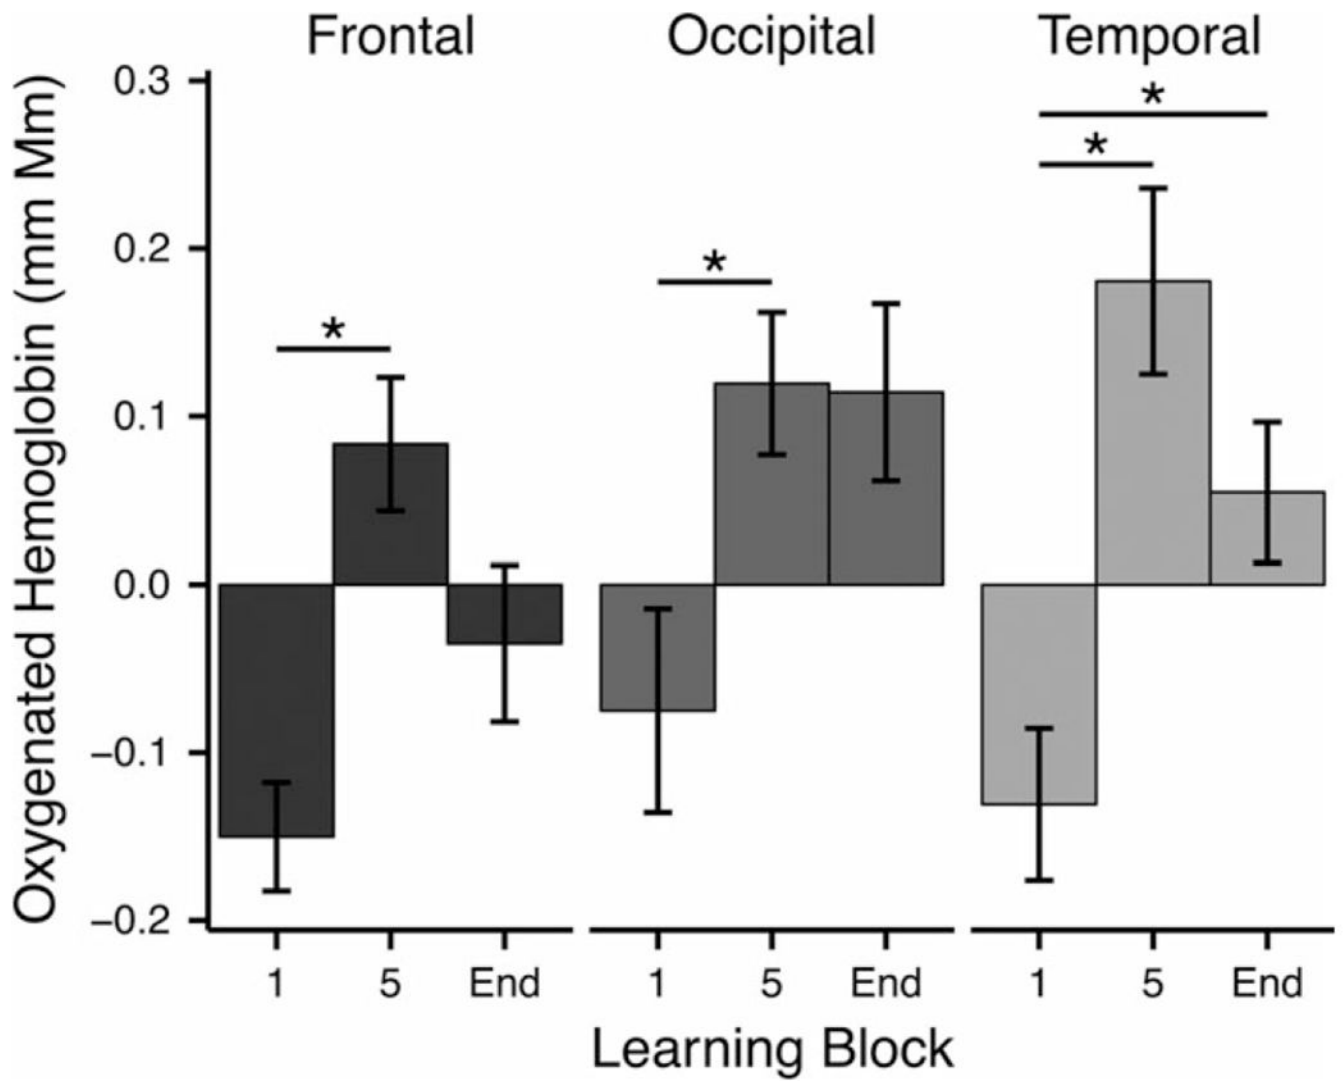 Frontal Occipital Temporal
Oxygenated Hemoglobin (mm Mm)
0.3
0.2
0.1
0.0
−0.1
−0.2
*
*
*
*
1 5 End 1 5 End 1 5 End
Learning Block